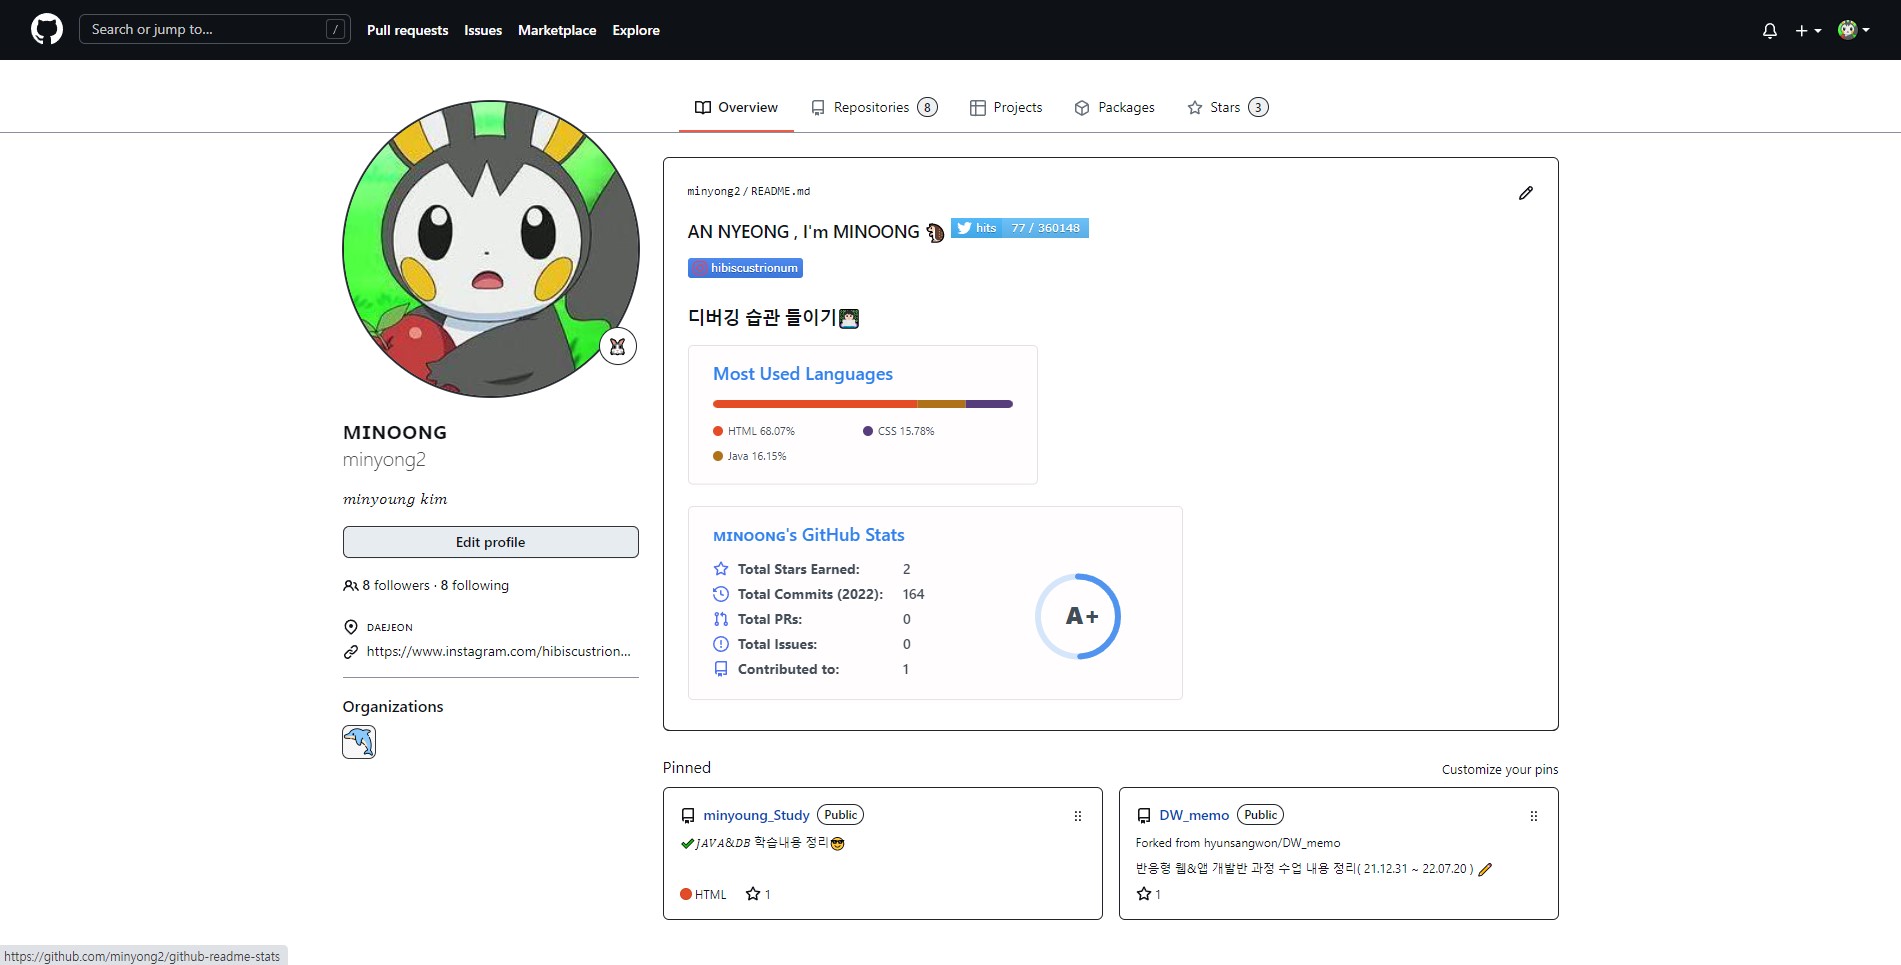 Search or jump to...
/
Pull requests
Issues
Marketplace
Explore
Overview
Repositories 8
Projects
Packages
Stars 3
MINOONG
minyong2
minyoung kim
Edit profile
8 followers · 8 following
DAEJEON
https://www.instagram.com/hibiscustrion...
Organizations
minyong2 / README.md
AN NYEONG , I'm MINOONG
hits 77 / 360148
hibiscustrionum
디버깅 습관 들이기
Most Used Languages
HTML 68.07%
CSS 15.78%
Java 16.15%
MINOONG's GitHub Stats
Total Stars Earned: 2
Total Commits (2022): 164
Total PRs: 0
Total Issues: 0
Contributed to: 1
A+
Pinned
Customize your pins
minyoung_Study Public
JAVA&DB 학습내용 정리
HTML 1
DW_memo Public
Forked from hyunsangwon/DW_memo
반응형 웹&앱 개발반 과정 수업 내용 정리( 21.12.31 ~ 22.07.20 )
1
https://github.com/minyong2/github-readme-stats